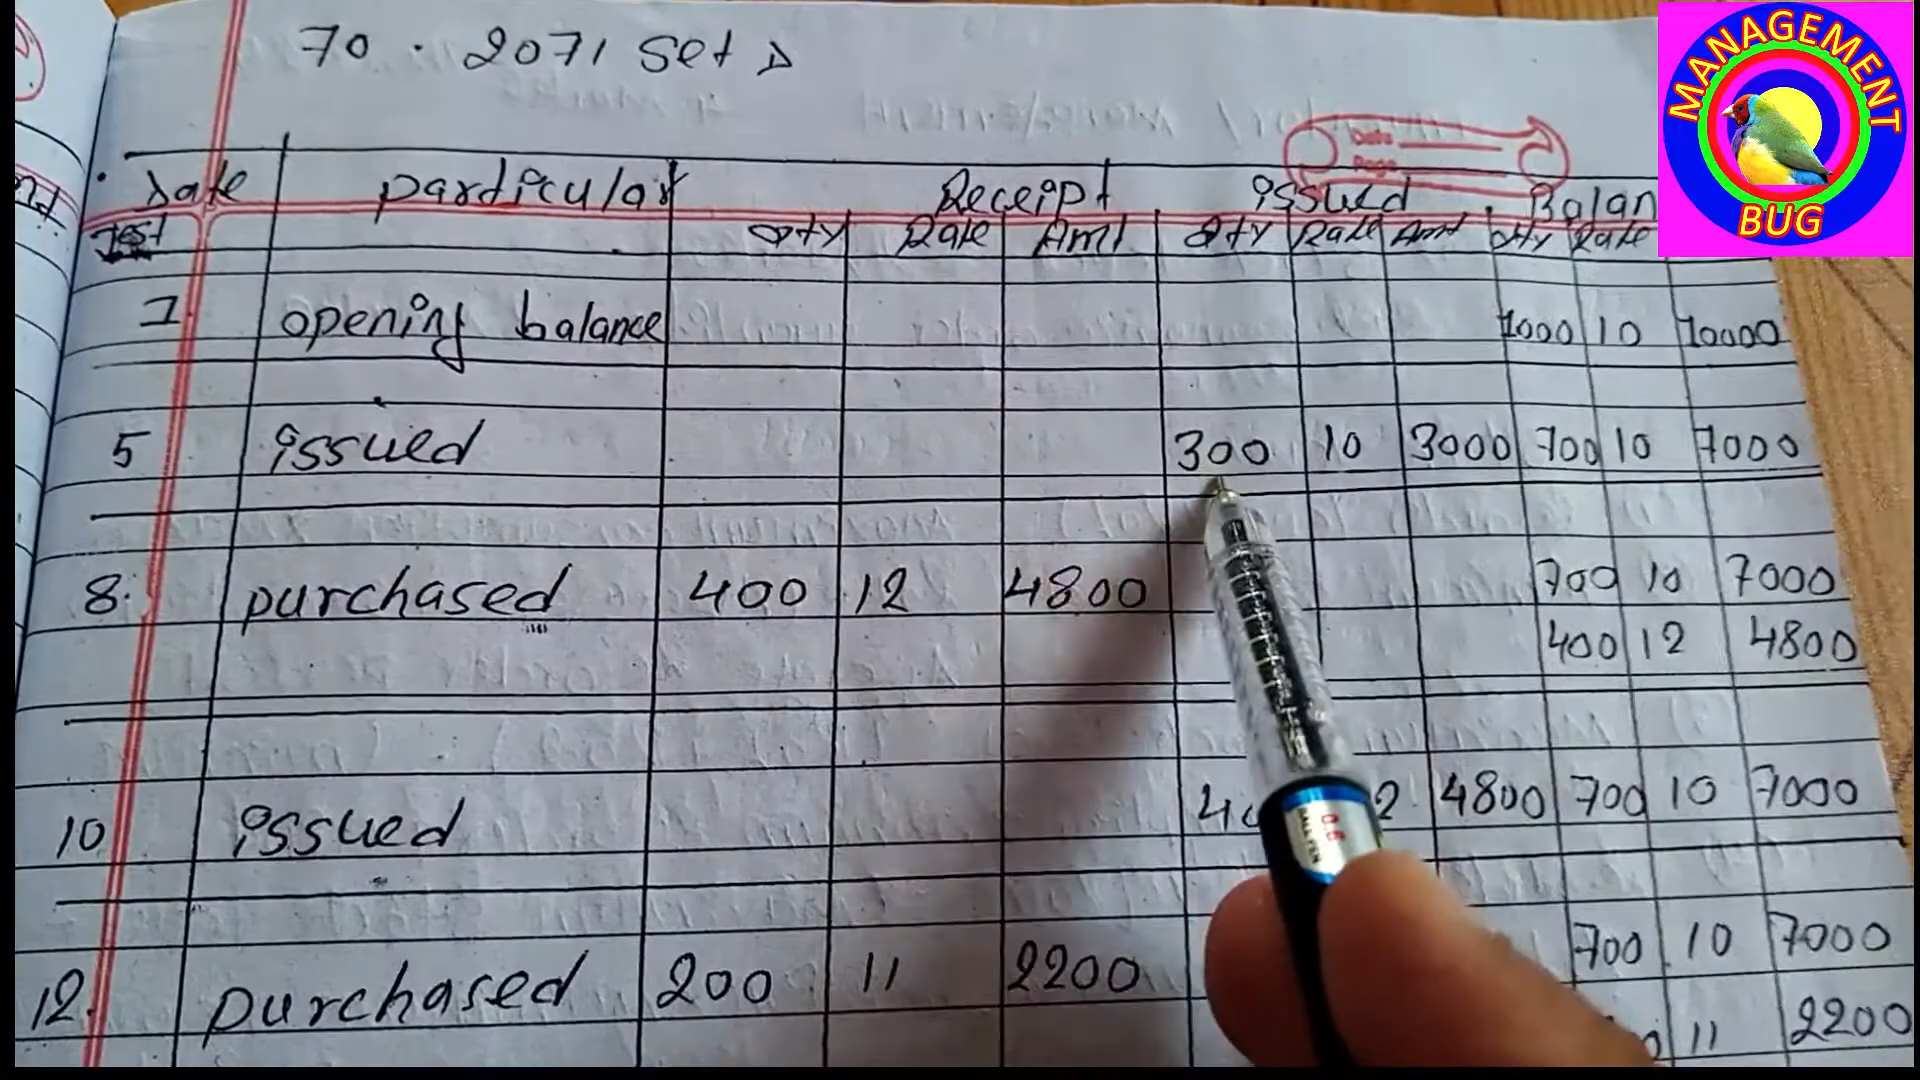 70 . 2071 Set D
Date
Page
Date particular Receipt issued Balan
Qty Rate Amt Qty Rate Amt Qty Rate
1 opening balance 1000 10 10000
5 issued 300 10 3000 700 10 7000
8. purchased 400 12 4800 700 10 7000
400 12 4800
10 issued 4800 700 10 7000
12. purchased 200 11 2200 700 10 7000
11 2200
MANAGEMENT
BUG